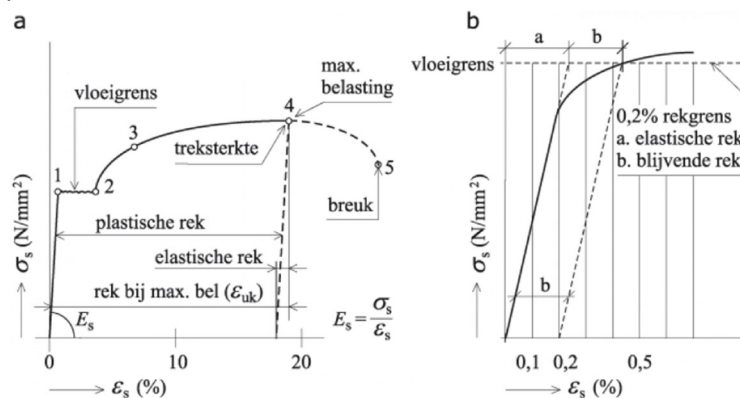 a
σs (N/mm²)
vloeigrens
1
2
3
4
max.
belasting
treksterkte
5
breuk
plastische rek
elastische rek
rek bij max. bel (εuk)
Es
Es = σs/εs
0
10
20
εs (%)
b
a
b
vloeigrens
0,2% rekgrens
a. elastische rek
b. blijvende rek
σs (N/mm²)
b
0,1
0,2
0,5
εs (%)